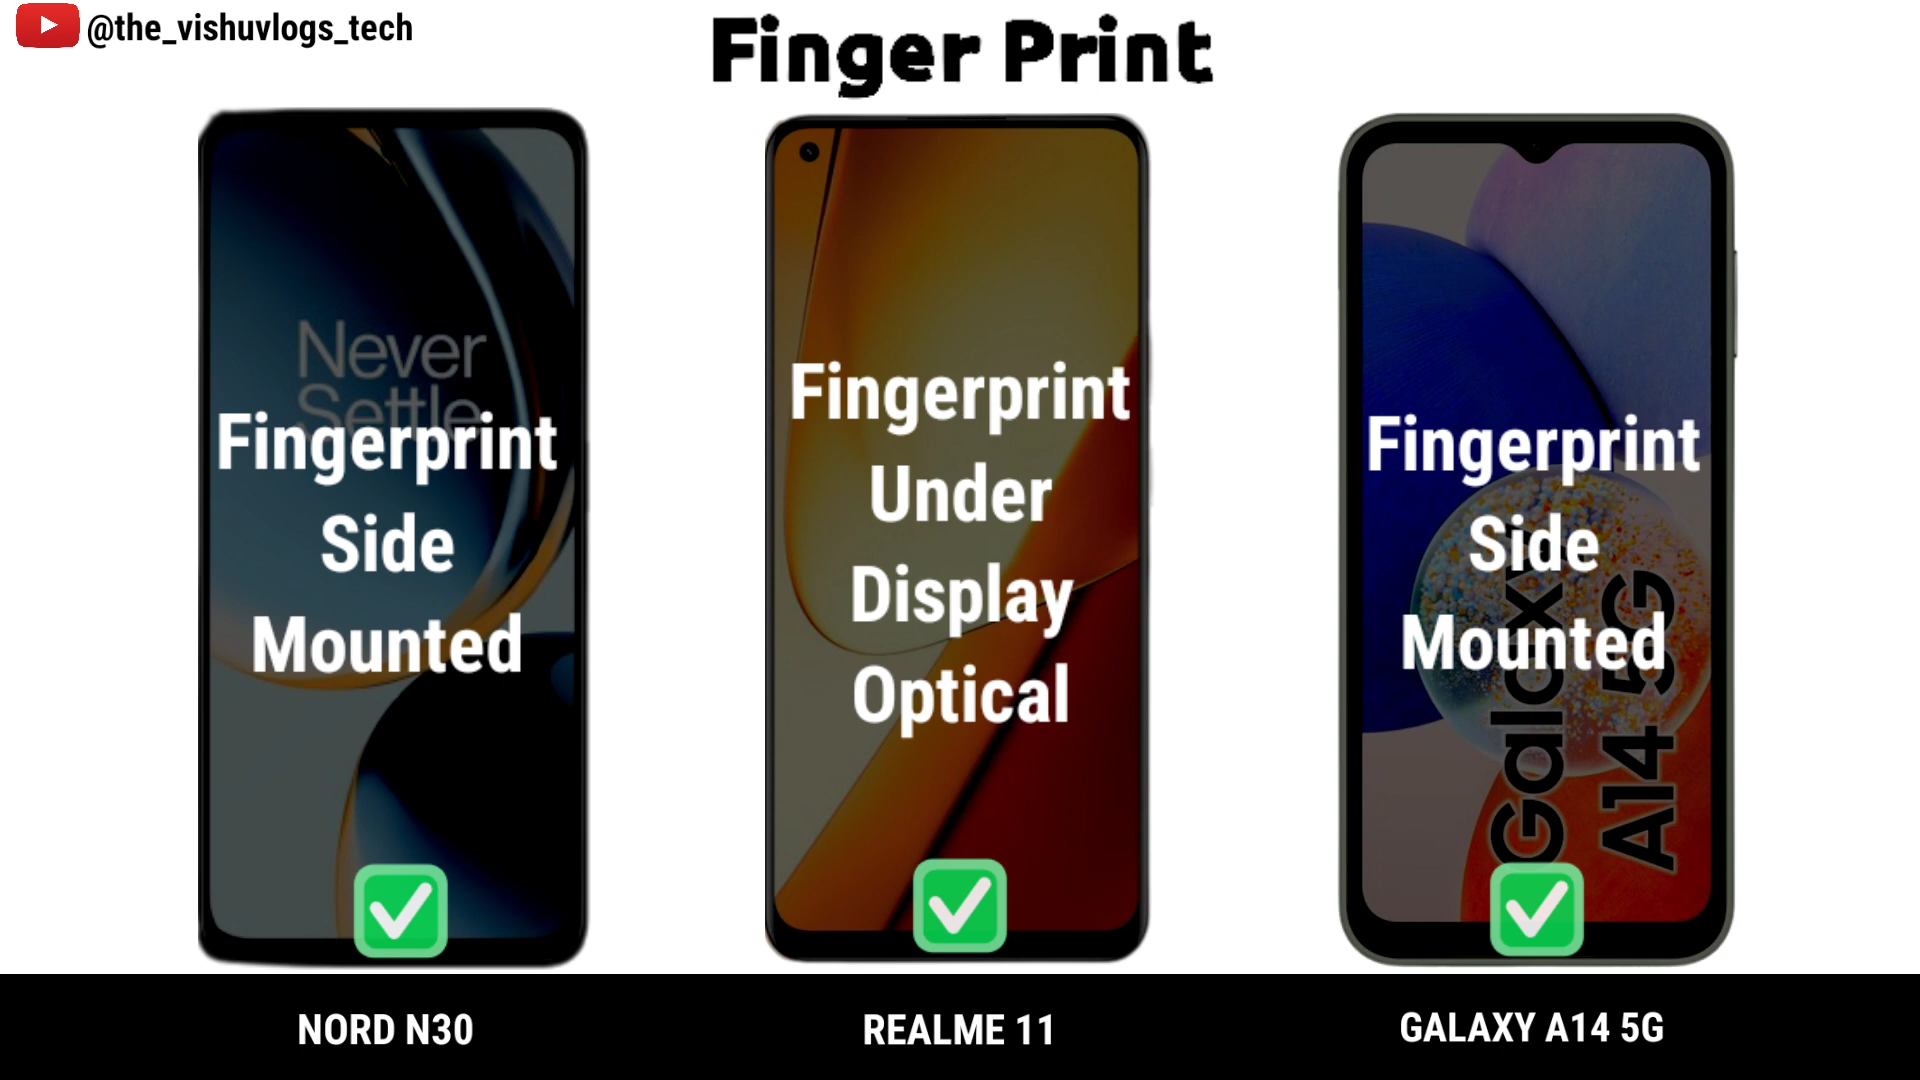 @the_vishuvlogs_tech
Finger Print
Never
Settle
Fingerprint
Side
Mounted
Fingerprint
Under
Display
Optical
Fingerprint
Side
Mounted
Galaxy
A14 5G
NORD N30
REALME 11
GALAXY A14 5G